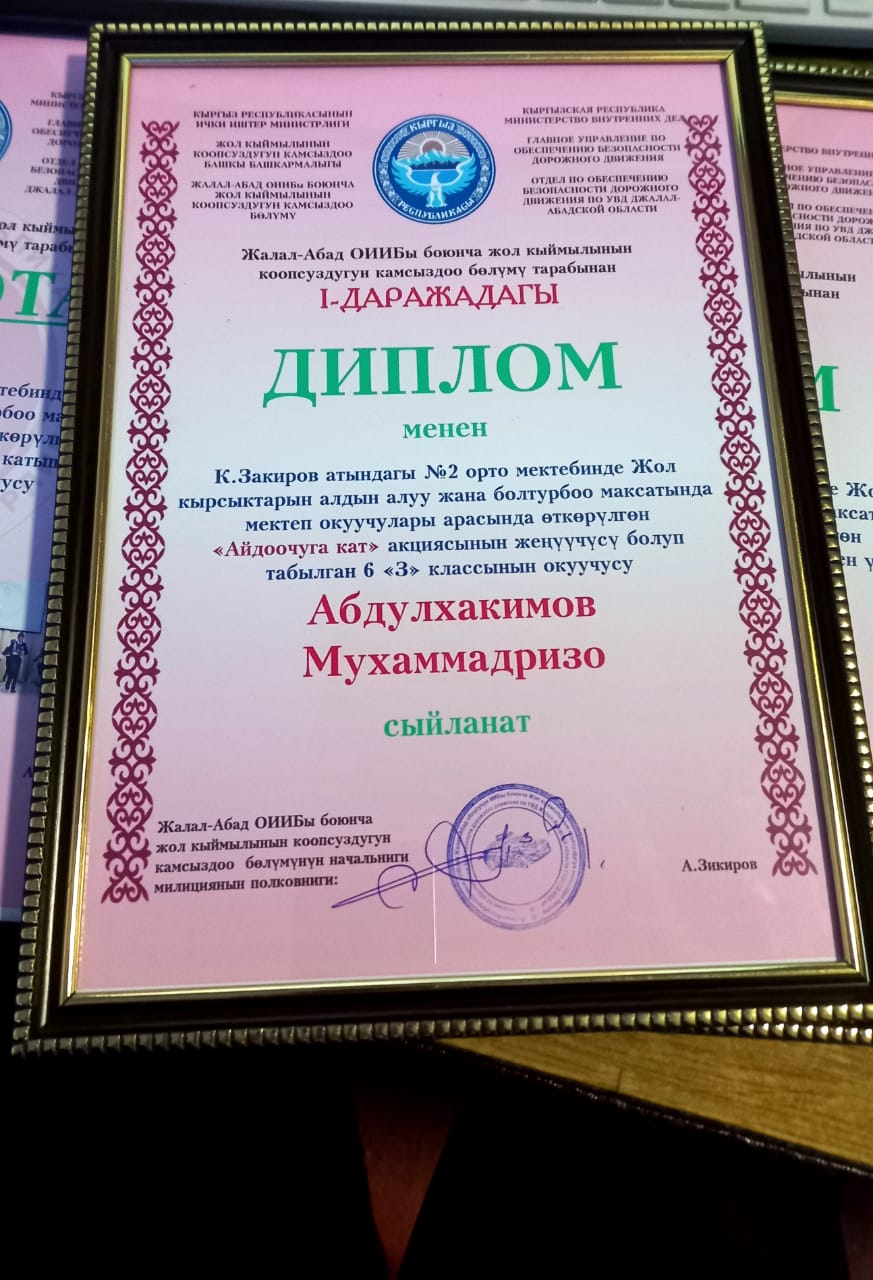 КЫРГЫЗ РЕСПУБЛИКАСЫНЫН
ИЧКИ ИШТЕР МИНИСТРЛИГИ
ЖОЛ КЫЙМЫЛЫНЫН
КООПСУЗДУГУН КАМСЫЗДОО
БАШКЫ БАШКАРМАЛЫГЫ
ЖАЛАЛ-АБАД ОИИБы БОЮНЧА
ЖОЛ КЫЙМЫЛЫНЫН
КООПСУЗДУГУН КАМСЫЗДОО
БӨЛҮМҮ
КЫРГЫЗ
РЕСПУБЛИКАСЫ
КЫРГЫЗСКАЯ РЕСПУБЛИКА
МИНИСТЕРСТВО ВНУТРЕННИХ ДЕЛ
ГЛАВНОЕ УПРАВЛЕНИЕ ПО
ОБЕСПЕЧЕНИЮ БЕЗОПАСНОСТИ
ДОРОЖНОГО ДВИЖЕНИЯ
ОТДЕЛ ПО ОБЕСПЕЧЕНИЮ
БЕЗОПАСНОСТИ ДОРОЖНОГО
ДВИЖЕНИЯ ПО УВД ДЖАЛАЛ-
АБАДСКОЙ ОБЛАСТИ
Жалал-Абад ОИИБы боюнча жол кыймылынын
коопсуздугун камсыздоо бөлүмү тарабынан
I-ДАРАЖАДАГЫ
ДИПЛОМ
менен
К.Закиров атындагы №2 орто мектебинде Жол
кырсыктарын алдын алуу жана болтурбоо максатында
мектеп окуучулары арасында өткөрүлгөн
«Айдоочуга кат» акциясынын жеңүүчүсү болуп
табылган 6 «З» классынын окуучусу
Абдулхакимов
Мухаммадризо
сыйланат
Жалал-Абад ОИИБы боюнча
жол кыймылынын коопсуздугун
камсыздоо бөлүмүнүн начальниги
милициянын полковниги:
А.Зикиров